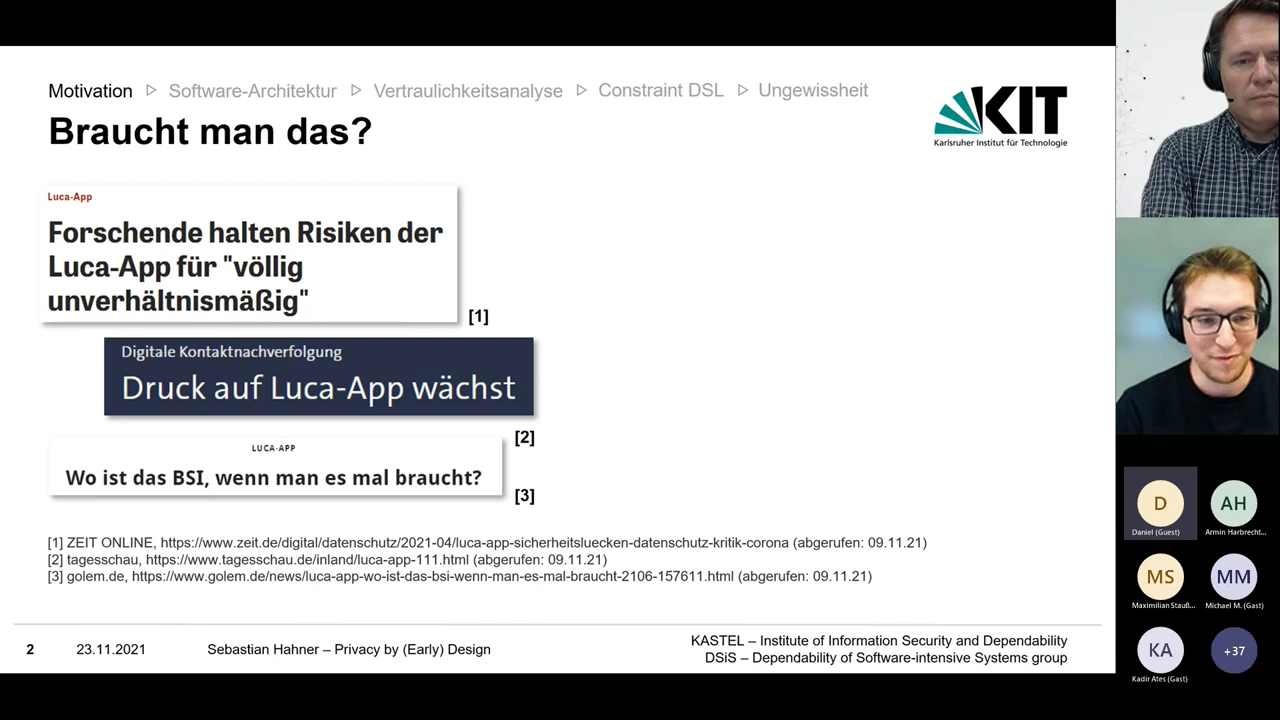 Motivation ▷ Software-Architektur ▷ Vertraulichkeitsanalyse ▷ Constraint DSL ▷ Ungewissheit
Braucht man das?
KIT
Karlsruher Institut für Technologie
Luca-App
Forschende halten Risiken der
Luca-App für "völlig
unverhältnismäßig"
[1]
Digitale Kontaktnachverfolgung
Druck auf Luca-App wächst
[2]
LUCA-APP
Wo ist das BSI, wenn man es mal braucht?
[3]
[1] ZEIT ONLINE, https://www.zeit.de/digital/datenschutz/2021-04/luca-app-sicherheitsluecken-datenschutz-kritik-corona (abgerufen: 09.11.21)
[2] tagesschau, https://www.tagesschau.de/inland/luca-app-111.html (abgerufen: 09.11.21)
[3] golem.de, https://www.golem.de/news/luca-app-wo-ist-das-bsi-wenn-man-es-mal-braucht-2106-157611.html (abgerufen: 09.11.21)
2 23.11.2021 Sebastian Hahner – Privacy by (Early) Design
KASTEL – Institute of Information Security and Dependability
DSiS – Dependability of Software-intensive Systems group
D AH
Daniel (Guest) Armin Harbrecht...
MS MM
Maximilian Stauß... Michael M. (Gast)
KA +37
Kadir Ates (Gast)